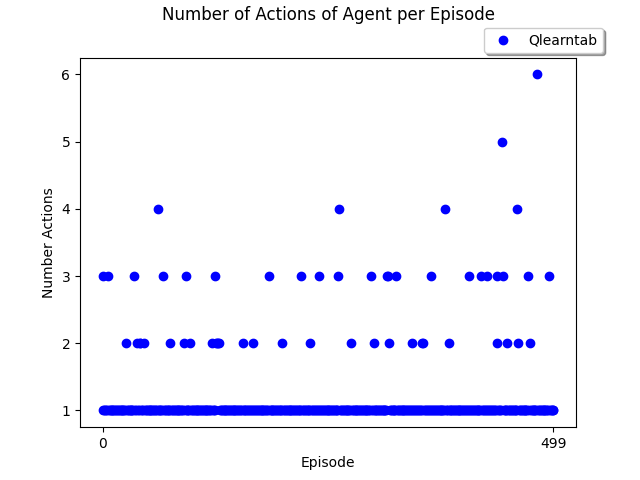 Number of Actions of Agent per Episode
Qlearntab
6
5
4
3
2
1
Number Actions
0
499
Episode